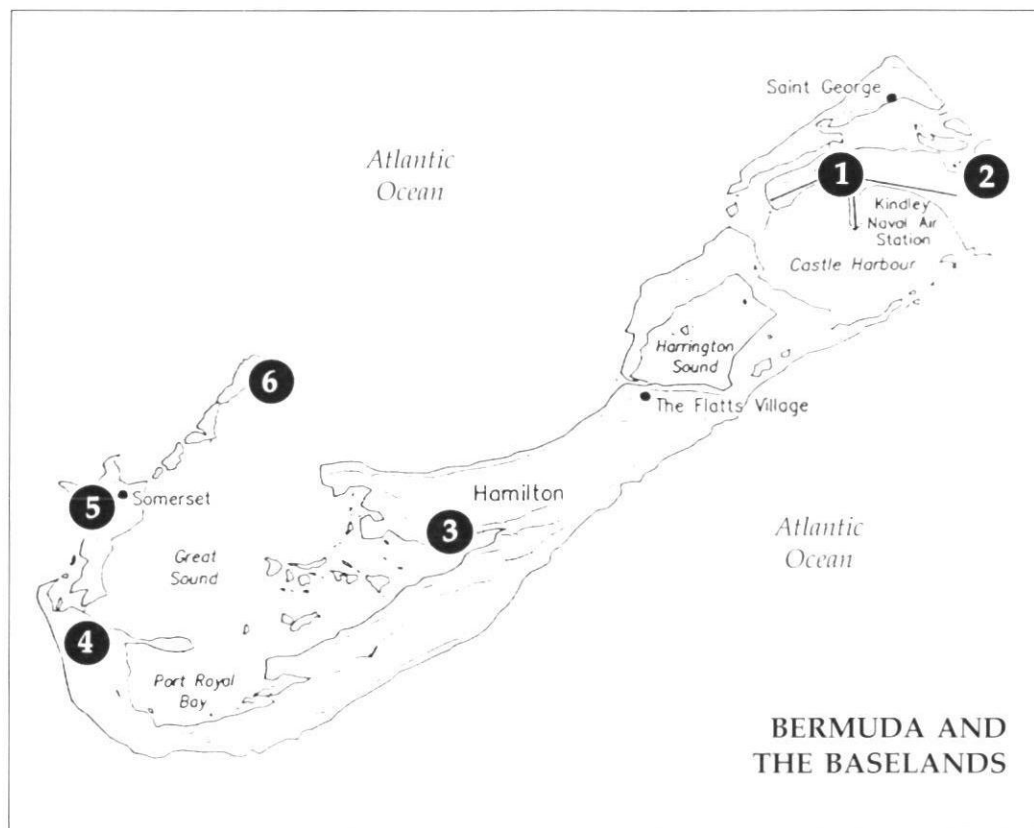 Saint George
Atlantic
Ocean
1
2
Kindley
Naval Air
Station
Castle Harbour
Harrington
Sound
6
The Flatts Village
Somerset
5
Hamilton
3
Atlantic
Ocean
Great
Sound
4
Port Royal
Bay
BERMUDA AND
THE BASELANDS